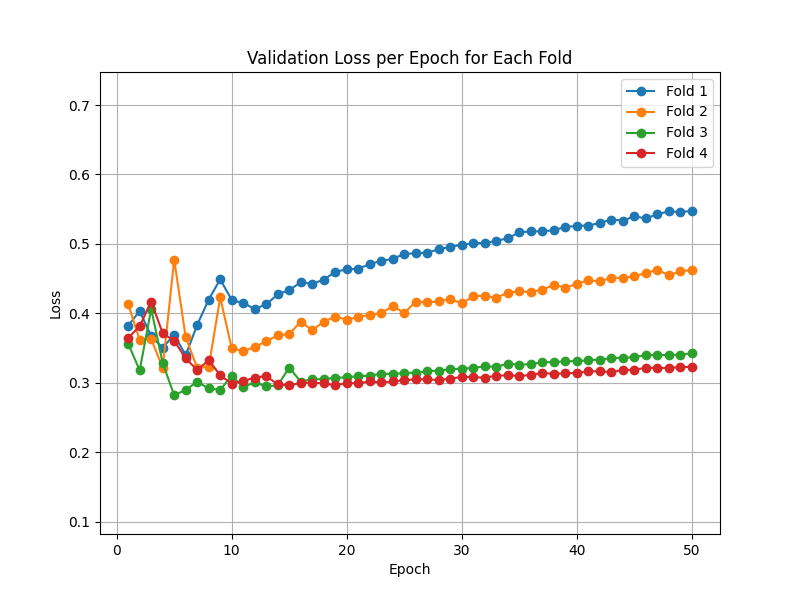 Validation Loss per Epoch for Each Fold
Fold 1
Fold 2
Fold 3
Fold 4
0.7
0.6
0.5
0.4
0.3
0.2
0.1
Loss
0
10
20
30
40
50
Epoch